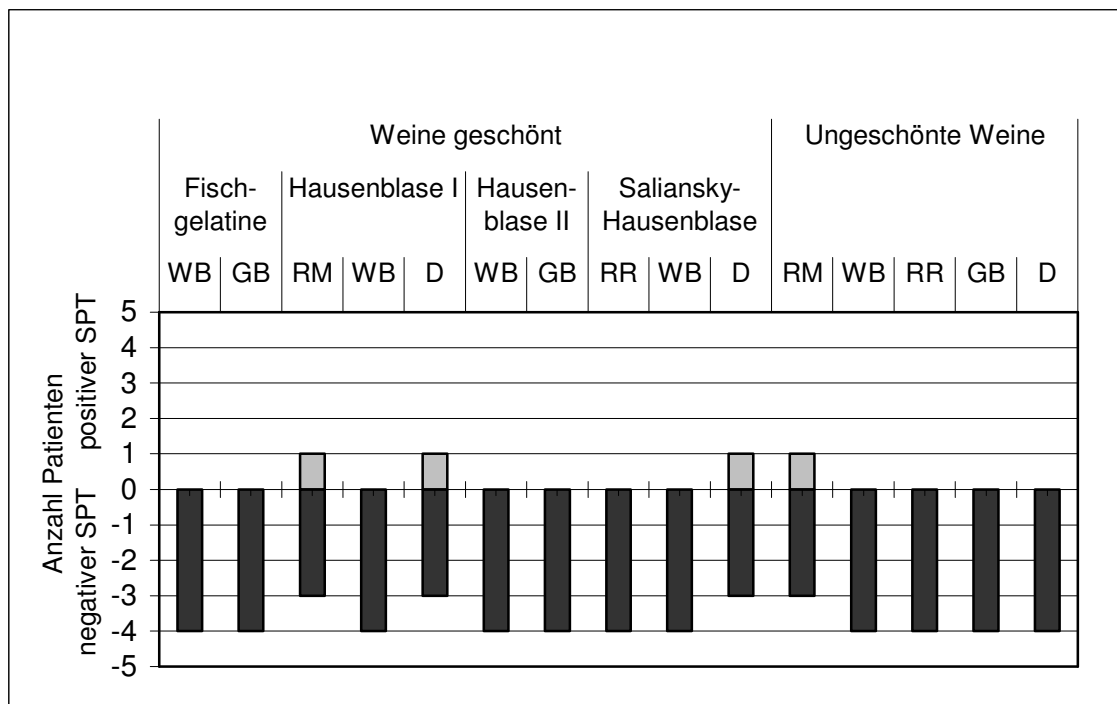 Weine geschönt Ungeschönte Weine
Fisch- Hausenblase I Hausen- Saliansky-
gelatine blase II Hausenblase
WB GB RM WB D WB GB RR WB D RM WB RR GB D
5
4
3
2
1
0
-1
-2
-3
-4
-5
Anzahl Patienten
negativer SPT positiver SPT